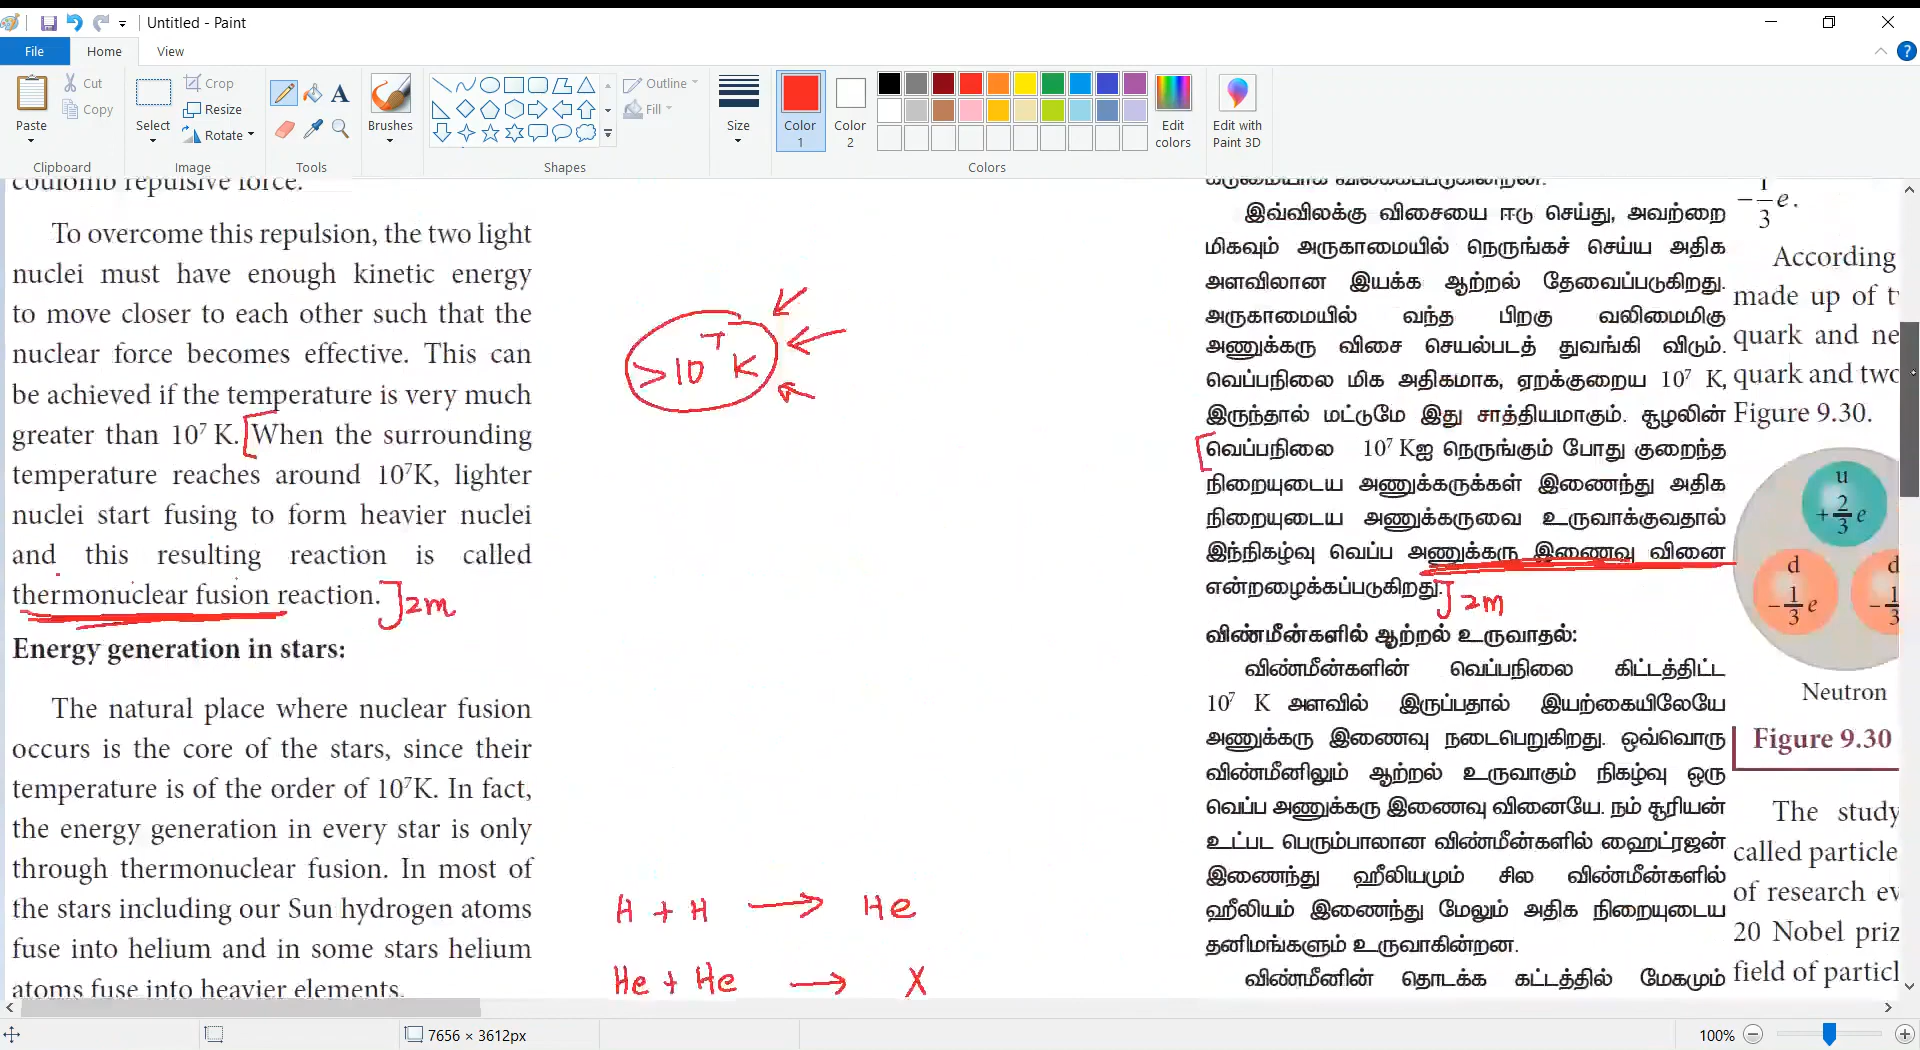 Untitled - Paint
File Home View
Paste
Cut
Copy
Clipboard
Select
Crop
Resize
Rotate
Image
Tools
Brushes
Shapes
Outline
Fill
Size
Color 1
Color 2
Colors
Edit colors
Edit with Paint 3D
coulomb repulsive force.
To overcome this repulsion, the two light
nuclei must have enough kinetic energy
to move closer to each other such that the
nuclear force becomes effective. This can
be achieved if the temperature is very much
greater than 10⁷ K. [When the surrounding
temperature reaches around 10⁷K, lighter
nuclei start fusing to form heavier nuclei
and this resulting reaction is called
thermonuclear fusion reaction.] 2m
Energy generation in stars:
The natural place where nuclear fusion
occurs is the core of the stars, since their
temperature is of the order of 10⁷K. In fact,
the energy generation in every star is only
through thermonuclear fusion. In most of
the stars including our Sun hydrogen atoms
fuse into helium and in some stars helium
atoms fuse into heavier elements.
>10⁷ K
H + H → He
He + He → X
இவ்விலக்கு விசையை ஈடு செய்து, அவற்றை
மிகவும் அருகாமையில் நெருங்கச் செய்ய அதிக
அளவிலான இயக்க ஆற்றல் தேவைப்படுகிறது.
அருகாமையில் வந்த பிறகு வலிமைமிகு
அணுக்கரு விசை செயல்படத் துவங்கி விடும்.
வெப்பநிலை மிக அதிகமாக, ஏறக்குறைய 10⁷ K,
இருந்தால் மட்டுமே இது சாத்தியமாகும். சூழலின்
[வெப்பநிலை 10⁷ Kஐ நெருங்கும் போது குறைந்த
நிறையுடைய அணுக்கருக்கள் இணைந்து அதிக
நிறையுடைய அணுக்கருவை உருவாக்குவதால்
இந்நிகழ்வு வெப்ப அணுக்கரு இணைவு வினை
என்றழைக்கப்படுகிறது.] 2m
விண்மீன்களில் ஆற்றல் உருவாதல்:
விண்மீன்களின் வெப்பநிலை கிட்டத்திட்ட
10⁷ K அளவில் இருப்பதால் இயற்கையிலேயே
அணுக்கரு இணைவு நடைபெறுகிறது. ஒவ்வொரு
விண்மீனிலும் ஆற்றல் உருவாகும் நிகழ்வு ஒரு
வெப்ப அணுக்கரு இணைவு வினையே. நம் சூரியன்
உட்பட பெரும்பாலான விண்மீன்களில் ஹைட்ரஜன்
இணைந்து ஹீலியமும் சில விண்மீன்களில்
ஹீலியம் இணைந்து மேலும் அதிக நிறையுடைய
தனிமங்களும் உருவாகின்றன.
விண்மீனின் தொடக்க கட்டத்தில் மேகமும்
−1/3 e.
According
made up of
quark and ne
quark and two
Figure 9.30.
u
+2/3 e
d
−1/3 e
d
−1/3
Neutron
Figure 9.30
The study
called particle
of research ev
20 Nobel priz
field of particl
7656 × 3612px
100%